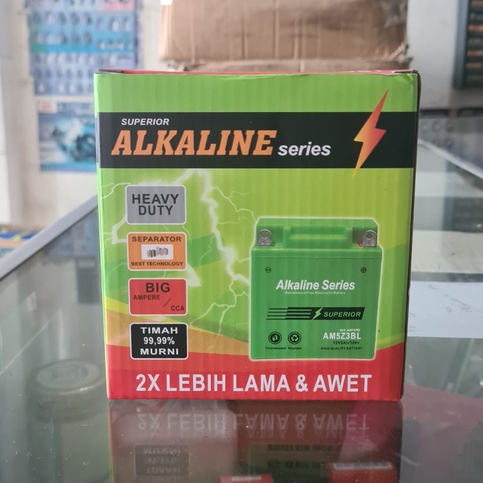 SUPERIOR
ALKALINE series
HEAVY
DUTY
SEPARATOR
BEST TECHNOLOGY
BIG
AMPERE /
CCA
TIMAH
99,99%
MURNI
Alkaline Series
SUPERIOR
AM5Z3BL
2X LEBIH LAMA & AWET